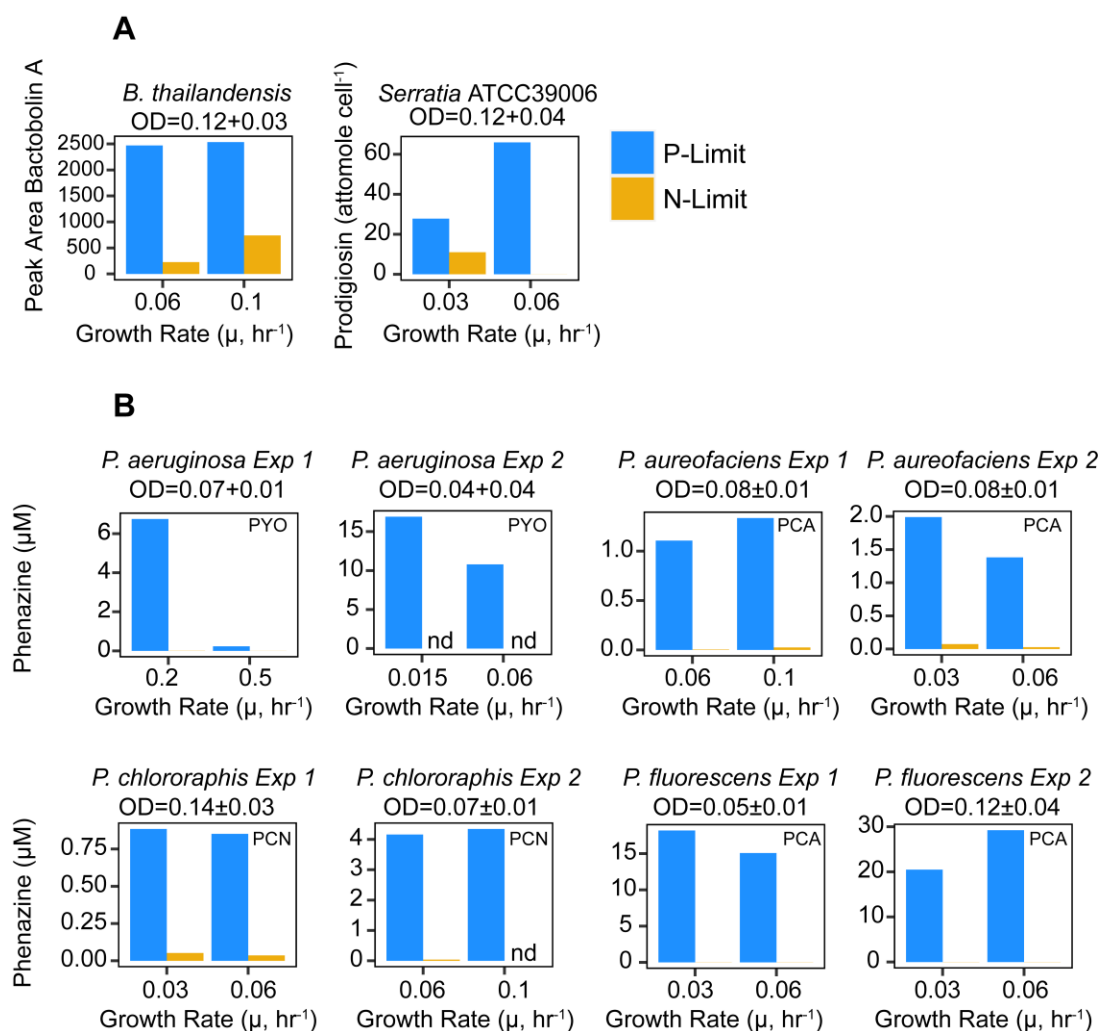 A
B. thailandensis
OD=0.12+0.03
Peak Area Bactobolin A
2500
2000
1500
1000
500
0
0.06 0.1
Growth Rate (µ, hr-1)
Serratia ATCC39006
OD=0.12+0.04
Prodigiosin (attomole cell-1)
60
40
20
0
0.03 0.06
Growth Rate (µ, hr-1)
P-Limit
N-Limit
B
P. aeruginosa Exp 1
OD=0.07+0.01
Phenazine (µM)
PYO
6
4
2
0
0.2 0.5
Growth Rate (µ, hr-1)
P. aeruginosa Exp 2
OD=0.04+0.04
PYO
15
10
5
0
nd nd
0.015 0.06
Growth Rate (µ, hr-1)
P. aureofaciens Exp 1
OD=0.08±0.01
PCA
1.0
0.5
0.0
0.06 0.1
Growth Rate (µ, hr-1)
P. aureofaciens Exp 2
OD=0.08±0.01
PCA
2.0
1.5
1.0
0.5
0.0
0.03 0.06
Growth Rate (µ, hr-1)
P. chlororaphis Exp 1
OD=0.14±0.03
Phenazine (µM)
PCN
0.75
0.50
0.25
0.00
0.03 0.06
Growth Rate (µ, hr-1)
P. chlororaphis Exp 2
OD=0.07±0.01
PCN
4
3
2
1
0
nd
0.06 0.1
Growth Rate (µ, hr-1)
P. fluorescens Exp 1
OD=0.05±0.01
PCA
15
10
5
0
0.03 0.06
Growth Rate (µ, hr-1)
P. fluorescens Exp 2
OD=0.12±0.04
PCA
30
20
10
0
0.03 0.06
Growth Rate (µ, hr-1)